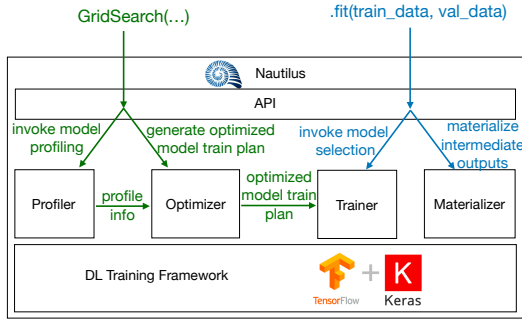 GridSearch(...)
.fit(train_data, val_data)
Nautilus
API
invoke model
profiling
generate optimized
model train plan
invoke model
selection
materialize
intermediate
outputs
Profiler
profile
info
Optimizer
optimized
model train
plan
Trainer
Materializer
DL Training Framework
TensorFlow
+
K
Keras